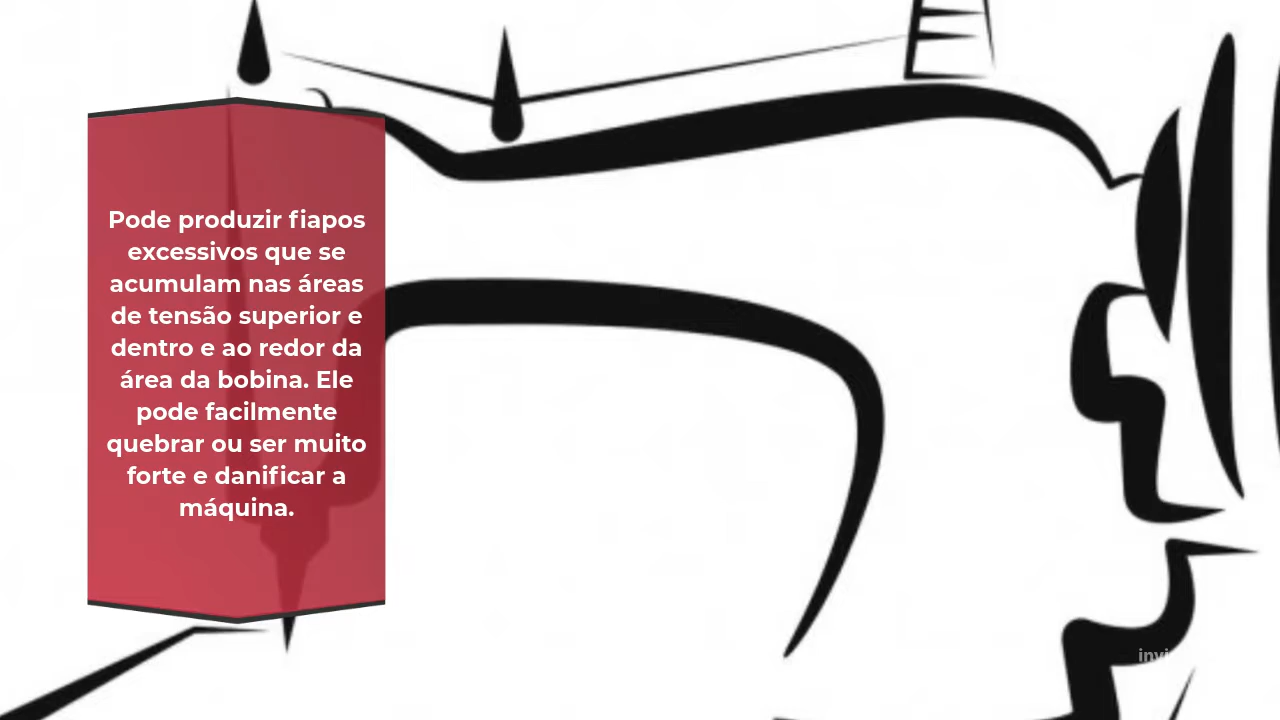 Pode produzir fiapos
excessivos que se
acumulam nas áreas
de tensão superior e
dentro e ao redor da
área da bobina. Ele
pode facilmente
quebrar ou ser muito
forte e danificar a
máquina.